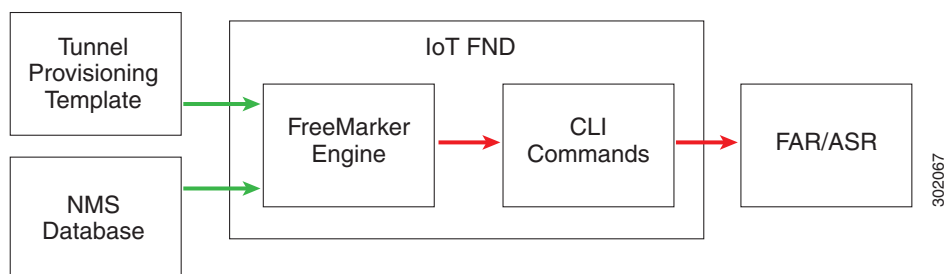 Tunnel
Provisioning
Template
NMS
Database
IoT FND
FreeMarker
Engine
CLI
Commands
FAR/ASR
302067